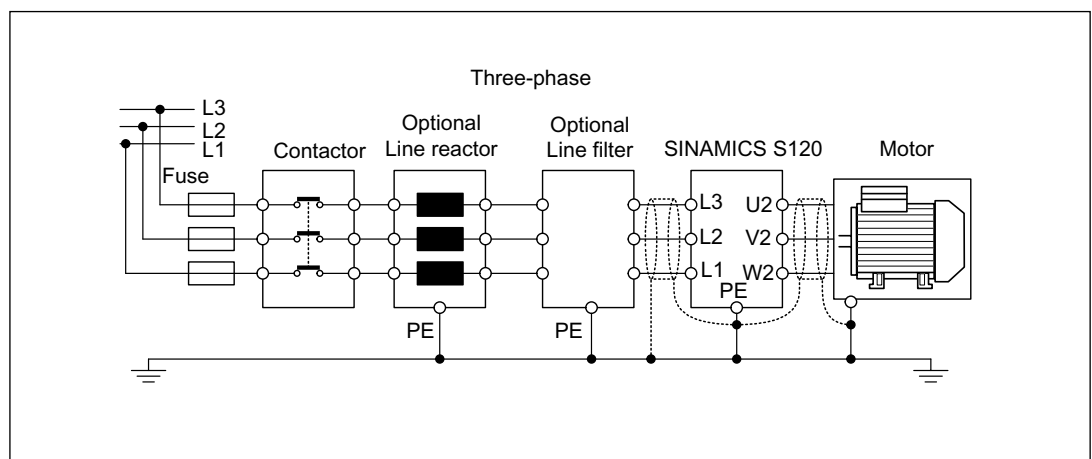 Three-phase
L3
L2
L1
Fuse
Contactor
Optional
Line reactor
Optional
Line filter
SINAMICS S120
Motor
L3
U2
L2
V2
L1
W2
PE
PE
PE